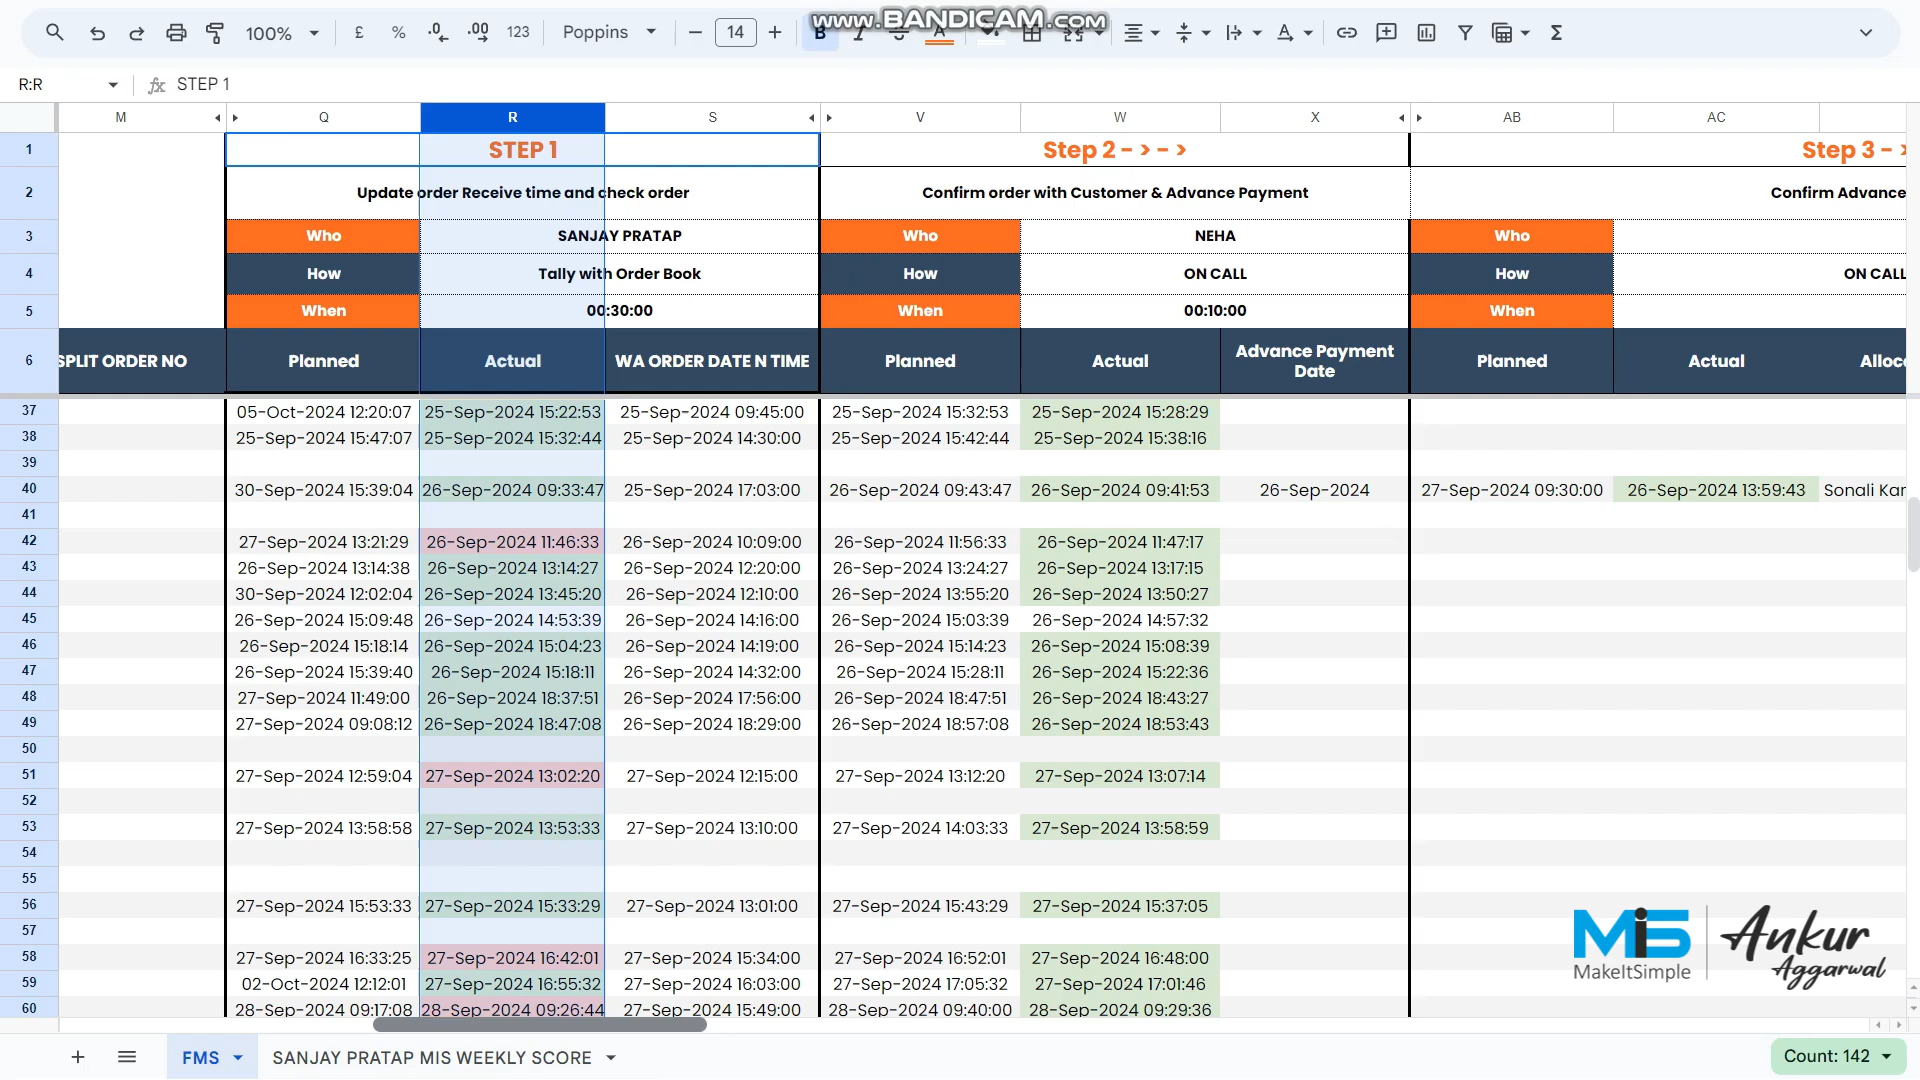 100%
£
%
.0
.00
123
Poppins
14
B
www.BANDICAM.com
R:R
fx STEP 1
M Q R S V W X AB AC
1 STEP 1 Step 2 - > - > Step 3 - >
2 Update order Receive time and check order Confirm order with Customer & Advance Payment Confirm Advance
3 Who SANJAY PRATAP Who NEHA Who
4 How Tally with Order Book How ON CALL How ON CALL
5 When 00:30:00 When 00:10:00 When
6 SPLIT ORDER NO Planned Actual WA ORDER DATE N TIME Planned Actual Advance Payment Date Planned Actual Alloc
37 05-Oct-2024 12:20:07 25-Sep-2024 15:22:53 25-Sep-2024 09:45:00 25-Sep-2024 15:32:53 25-Sep-2024 15:28:29
38 25-Sep-2024 15:47:07 25-Sep-2024 15:32:44 25-Sep-2024 14:30:00 25-Sep-2024 15:42:44 25-Sep-2024 15:38:16
39
40 30-Sep-2024 15:39:04 26-Sep-2024 09:33:47 25-Sep-2024 17:03:00 26-Sep-2024 09:43:47 26-Sep-2024 09:41:53 26-Sep-2024 27-Sep-2024 09:30:00 26-Sep-2024 13:59:43 Sonali Kar
41
42 27-Sep-2024 13:21:29 26-Sep-2024 11:46:33 26-Sep-2024 10:09:00 26-Sep-2024 11:56:33 26-Sep-2024 11:47:17
43 26-Sep-2024 13:14:38 26-Sep-2024 13:14:27 26-Sep-2024 12:20:00 26-Sep-2024 13:24:27 26-Sep-2024 13:17:15
44 30-Sep-2024 12:02:04 26-Sep-2024 13:45:20 26-Sep-2024 12:10:00 26-Sep-2024 13:55:20 26-Sep-2024 13:50:27
45 26-Sep-2024 15:09:48 26-Sep-2024 14:53:39 26-Sep-2024 14:16:00 26-Sep-2024 15:03:39 26-Sep-2024 14:57:32
46 26-Sep-2024 15:18:14 26-Sep-2024 15:04:23 26-Sep-2024 14:19:00 26-Sep-2024 15:14:23 26-Sep-2024 15:08:39
47 26-Sep-2024 15:39:40 26-Sep-2024 15:18:11 26-Sep-2024 14:32:00 26-Sep-2024 15:28:11 26-Sep-2024 15:22:36
48 27-Sep-2024 11:49:00 26-Sep-2024 18:37:51 26-Sep-2024 17:56:00 26-Sep-2024 18:47:51 26-Sep-2024 18:43:27
49 27-Sep-2024 09:08:12 26-Sep-2024 18:47:08 26-Sep-2024 18:29:00 26-Sep-2024 18:57:08 26-Sep-2024 18:53:43
50
51 27-Sep-2024 12:59:04 27-Sep-2024 13:02:20 27-Sep-2024 12:15:00 27-Sep-2024 13:12:20 27-Sep-2024 13:07:14
52
53 27-Sep-2024 13:58:58 27-Sep-2024 13:53:33 27-Sep-2024 13:10:00 27-Sep-2024 14:03:33 27-Sep-2024 13:58:59
54
55
56 27-Sep-2024 15:53:33 27-Sep-2024 15:33:29 27-Sep-2024 13:01:00 27-Sep-2024 15:43:29 27-Sep-2024 15:37:05
57
58 27-Sep-2024 16:33:25 27-Sep-2024 16:42:01 27-Sep-2024 15:34:00 27-Sep-2024 16:52:01 27-Sep-2024 16:48:00
59 02-Oct-2024 12:12:01 27-Sep-2024 16:55:32 27-Sep-2024 16:03:00 27-Sep-2024 17:05:32 27-Sep-2024 17:01:46
60 28-Sep-2024 09:17:08 28-Sep-2024 09:26:44 27-Sep-2024 15:49:00 28-Sep-2024 09:40:00 28-Sep-2024 09:29:36
MiS
MakeItSimple
Ankur
Aggarwal
FMS
SANJAY PRATAP MIS WEEKLY SCORE
Count: 142